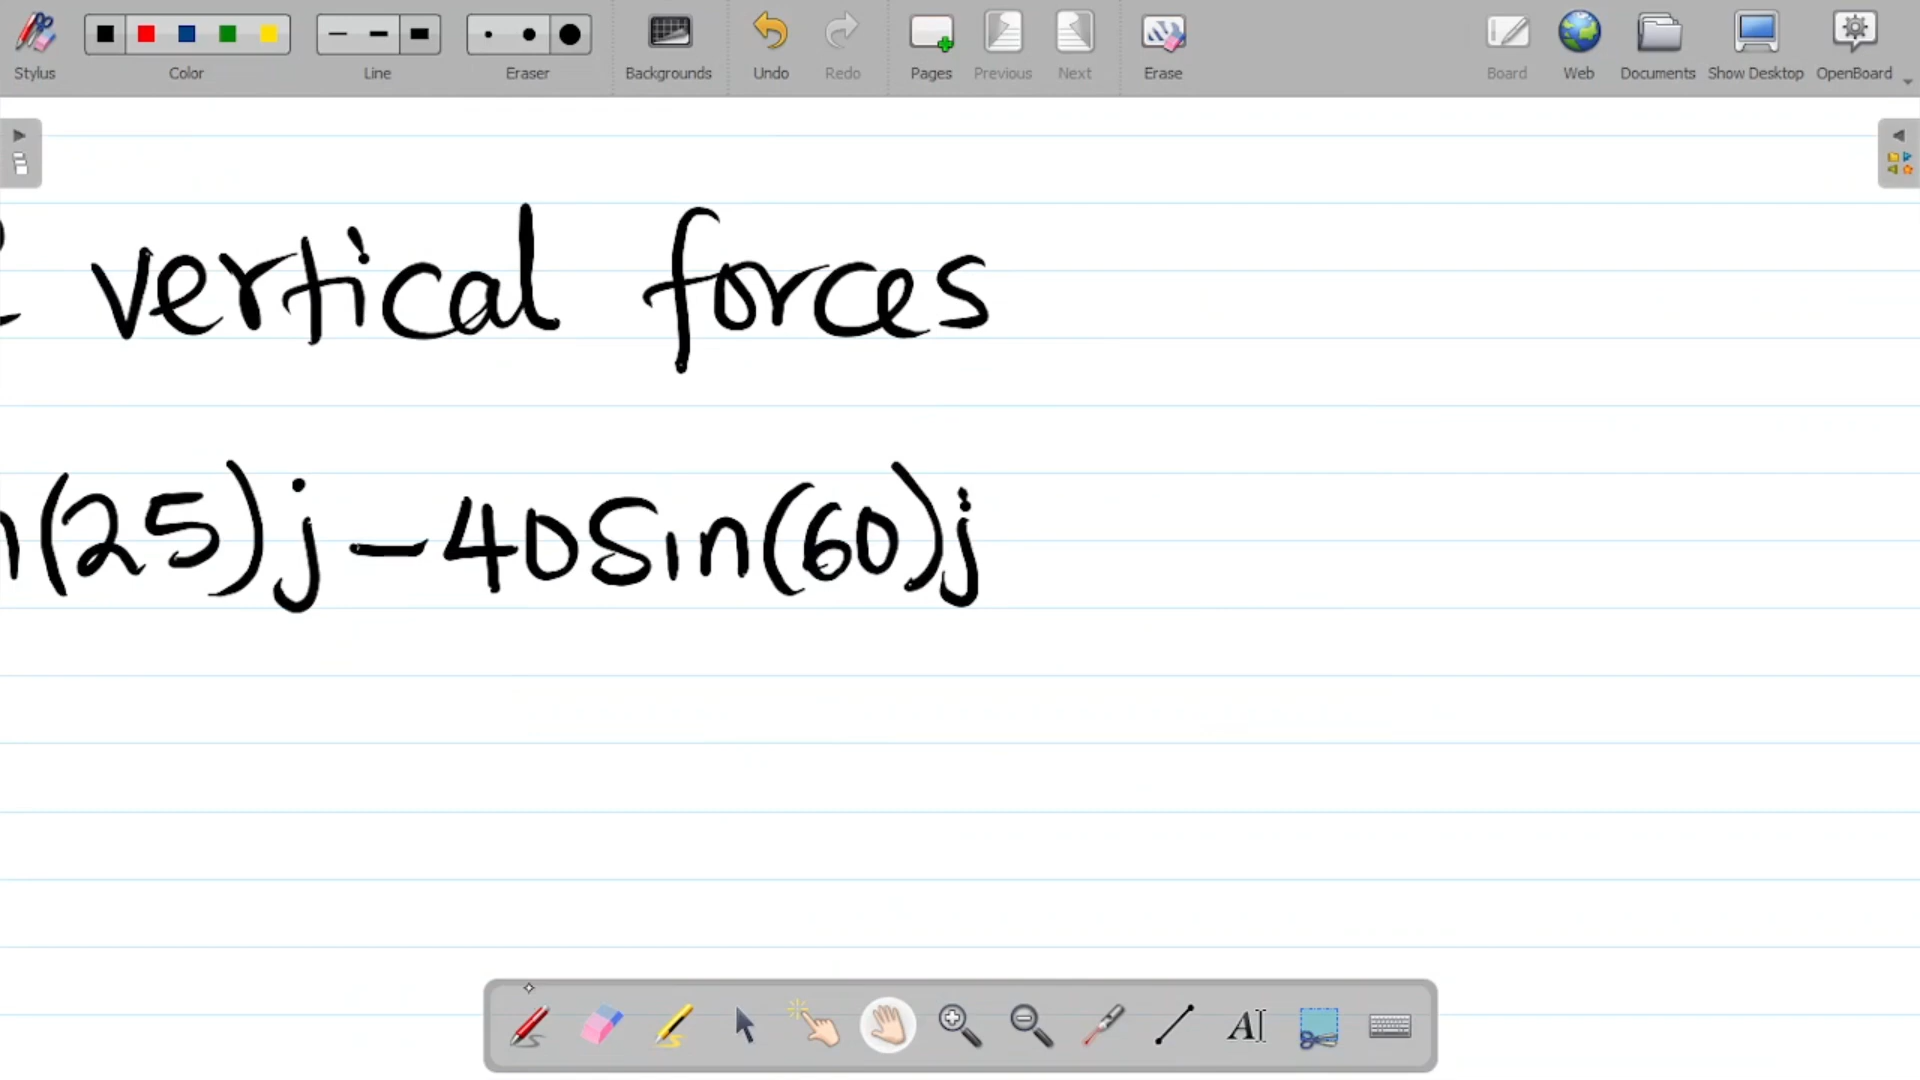 Stylus Color Line Eraser Backgrounds Undo Redo Pages Previous Next Erase Board Web Documents Show Desktop OpenBoard
vertical forces
(25)j-40Sin(60)j